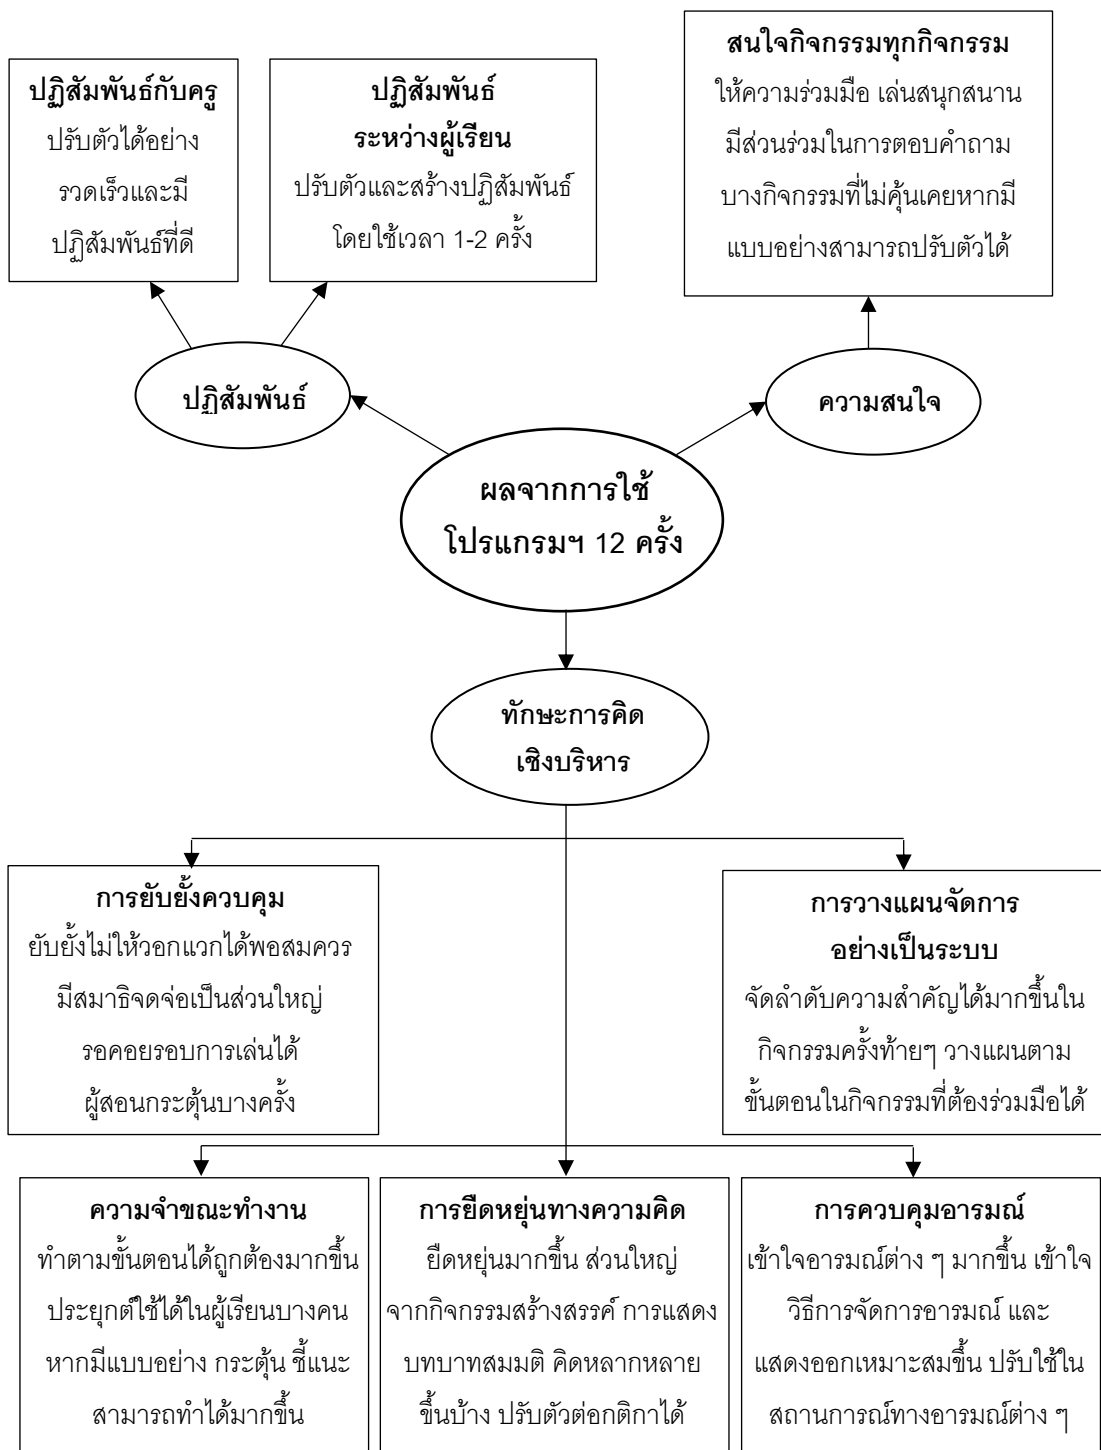 ปฏิสัมพันธ์กับครู
ปรับตัวได้อย่าง
รวดเร็วและมี
ปฏิสัมพันธ์ที่ดี
ปฏิสัมพันธ์
ระหว่างผู้เรียน
ปรับตัวและสร้างปฏิสัมพันธ์
โดยใช้เวลา 1-2 ครั้ง
สนใจกิจกรรมทุกกิจกรรม
ให้ความร่วมมือ เล่นสนุกสนาน
มีส่วนร่วมในการตอบคำถาม
บางกิจกรรมที่ไม่คุ้นเคยหากมี
แบบอย่างสามารถปรับตัวได้
ปฏิสัมพันธ์
ความสนใจ
ผลจากการใช้
โปรแกรมฯ 12 ครั้ง
ทักษะการคิด
เชิงบริหาร
การยับยั้งควบคุม
ยับยั้งไม่ให้วอกแวกได้พอสมควร
มีสมาธิจดจ่อเป็นส่วนใหญ่
รอคอยรอบการเล่นได้
ผู้สอนกระตุ้นบางครั้ง
การวางแผนจัดการ
อย่างเป็นระบบ
จัดลำดับความสำคัญได้มากขึ้นใน
กิจกรรมครั้งท้ายๆ วางแผนตาม
ขั้นตอนในกิจกรรมที่ต้องร่วมมือได้
ความจำขณะทำงาน
ทำตามขั้นตอนได้ถูกต้องมากขึ้น
ประยุกต์ใช้ได้ในผู้เรียนบางคน
หากมีแบบอย่าง กระตุ้น ชี้แนะ
สามารถทำได้มากขึ้น
การยืดหยุ่นทางความคิด
ยืดหยุ่นมากขึ้น ส่วนใหญ่
จากกิจกรรมสร้างสรรค์ การแสดง
บทบาทสมมติ คิดหลากหลาย
ขึ้นบ้าง ปรับตัวต่อกติกาได้
การควบคุมอารมณ์
เข้าใจอารมณ์ต่าง ๆ มากขึ้น เข้าใจ
วิธีการจัดการอารมณ์ และ
แสดงออกเหมาะสมขึ้น ปรับใช้ใน
สถานการณ์ทางอารมณ์ต่าง ๆ